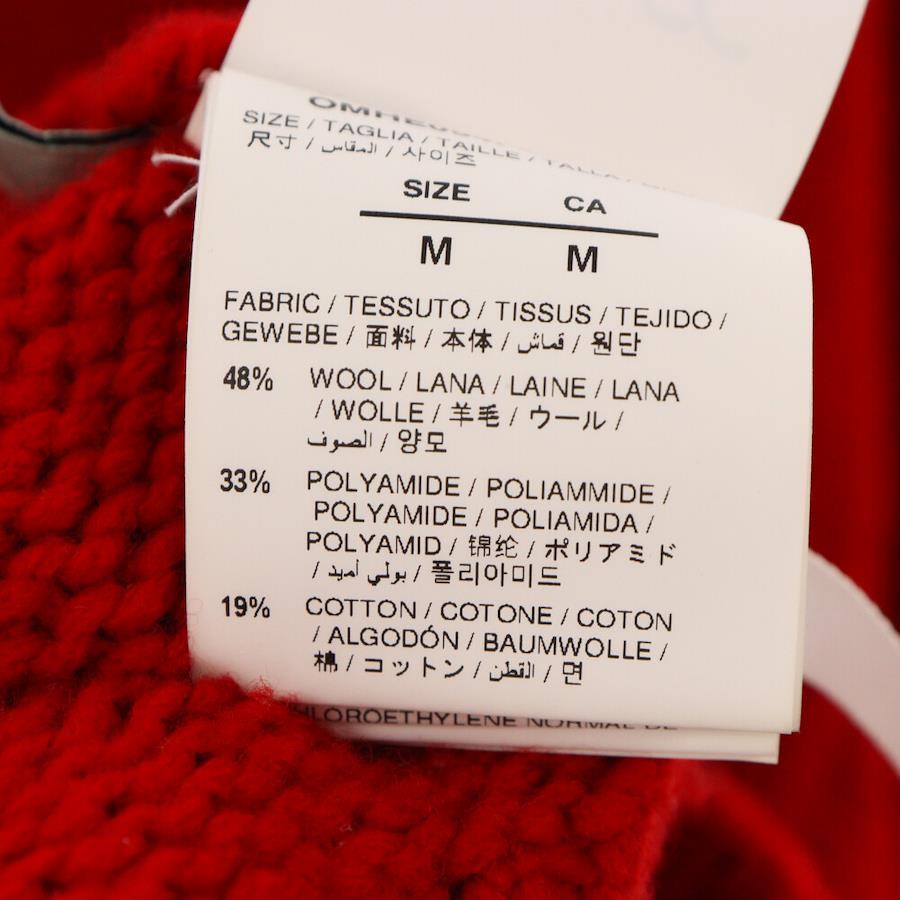 SIZE / TAGLIA / TAILLE / TALLA /
尺寸 / المقاس / 사이즈
SIZE CA
M M
FABRIC / TESSUTO / TISSUS / TEJIDO /
GEWEBE / 面料 / 本体 / قماش / 원단
48% WOOL / LANA / LAINE / LANA
/ WOLLE / 羊毛 / ウール /
الصوف / 양모
33% POLYAMIDE / POLIAMMIDE /
POLYAMIDE / POLIAMIDA /
POLYAMID / 锦纶 / ポリアミド
/ بولي أميد / 폴리아미드
19% COTTON / COTONE / COTON
/ ALGODÓN / BAUMWOLLE /
棉 / コットン / القطن / 면
NORMAL DE